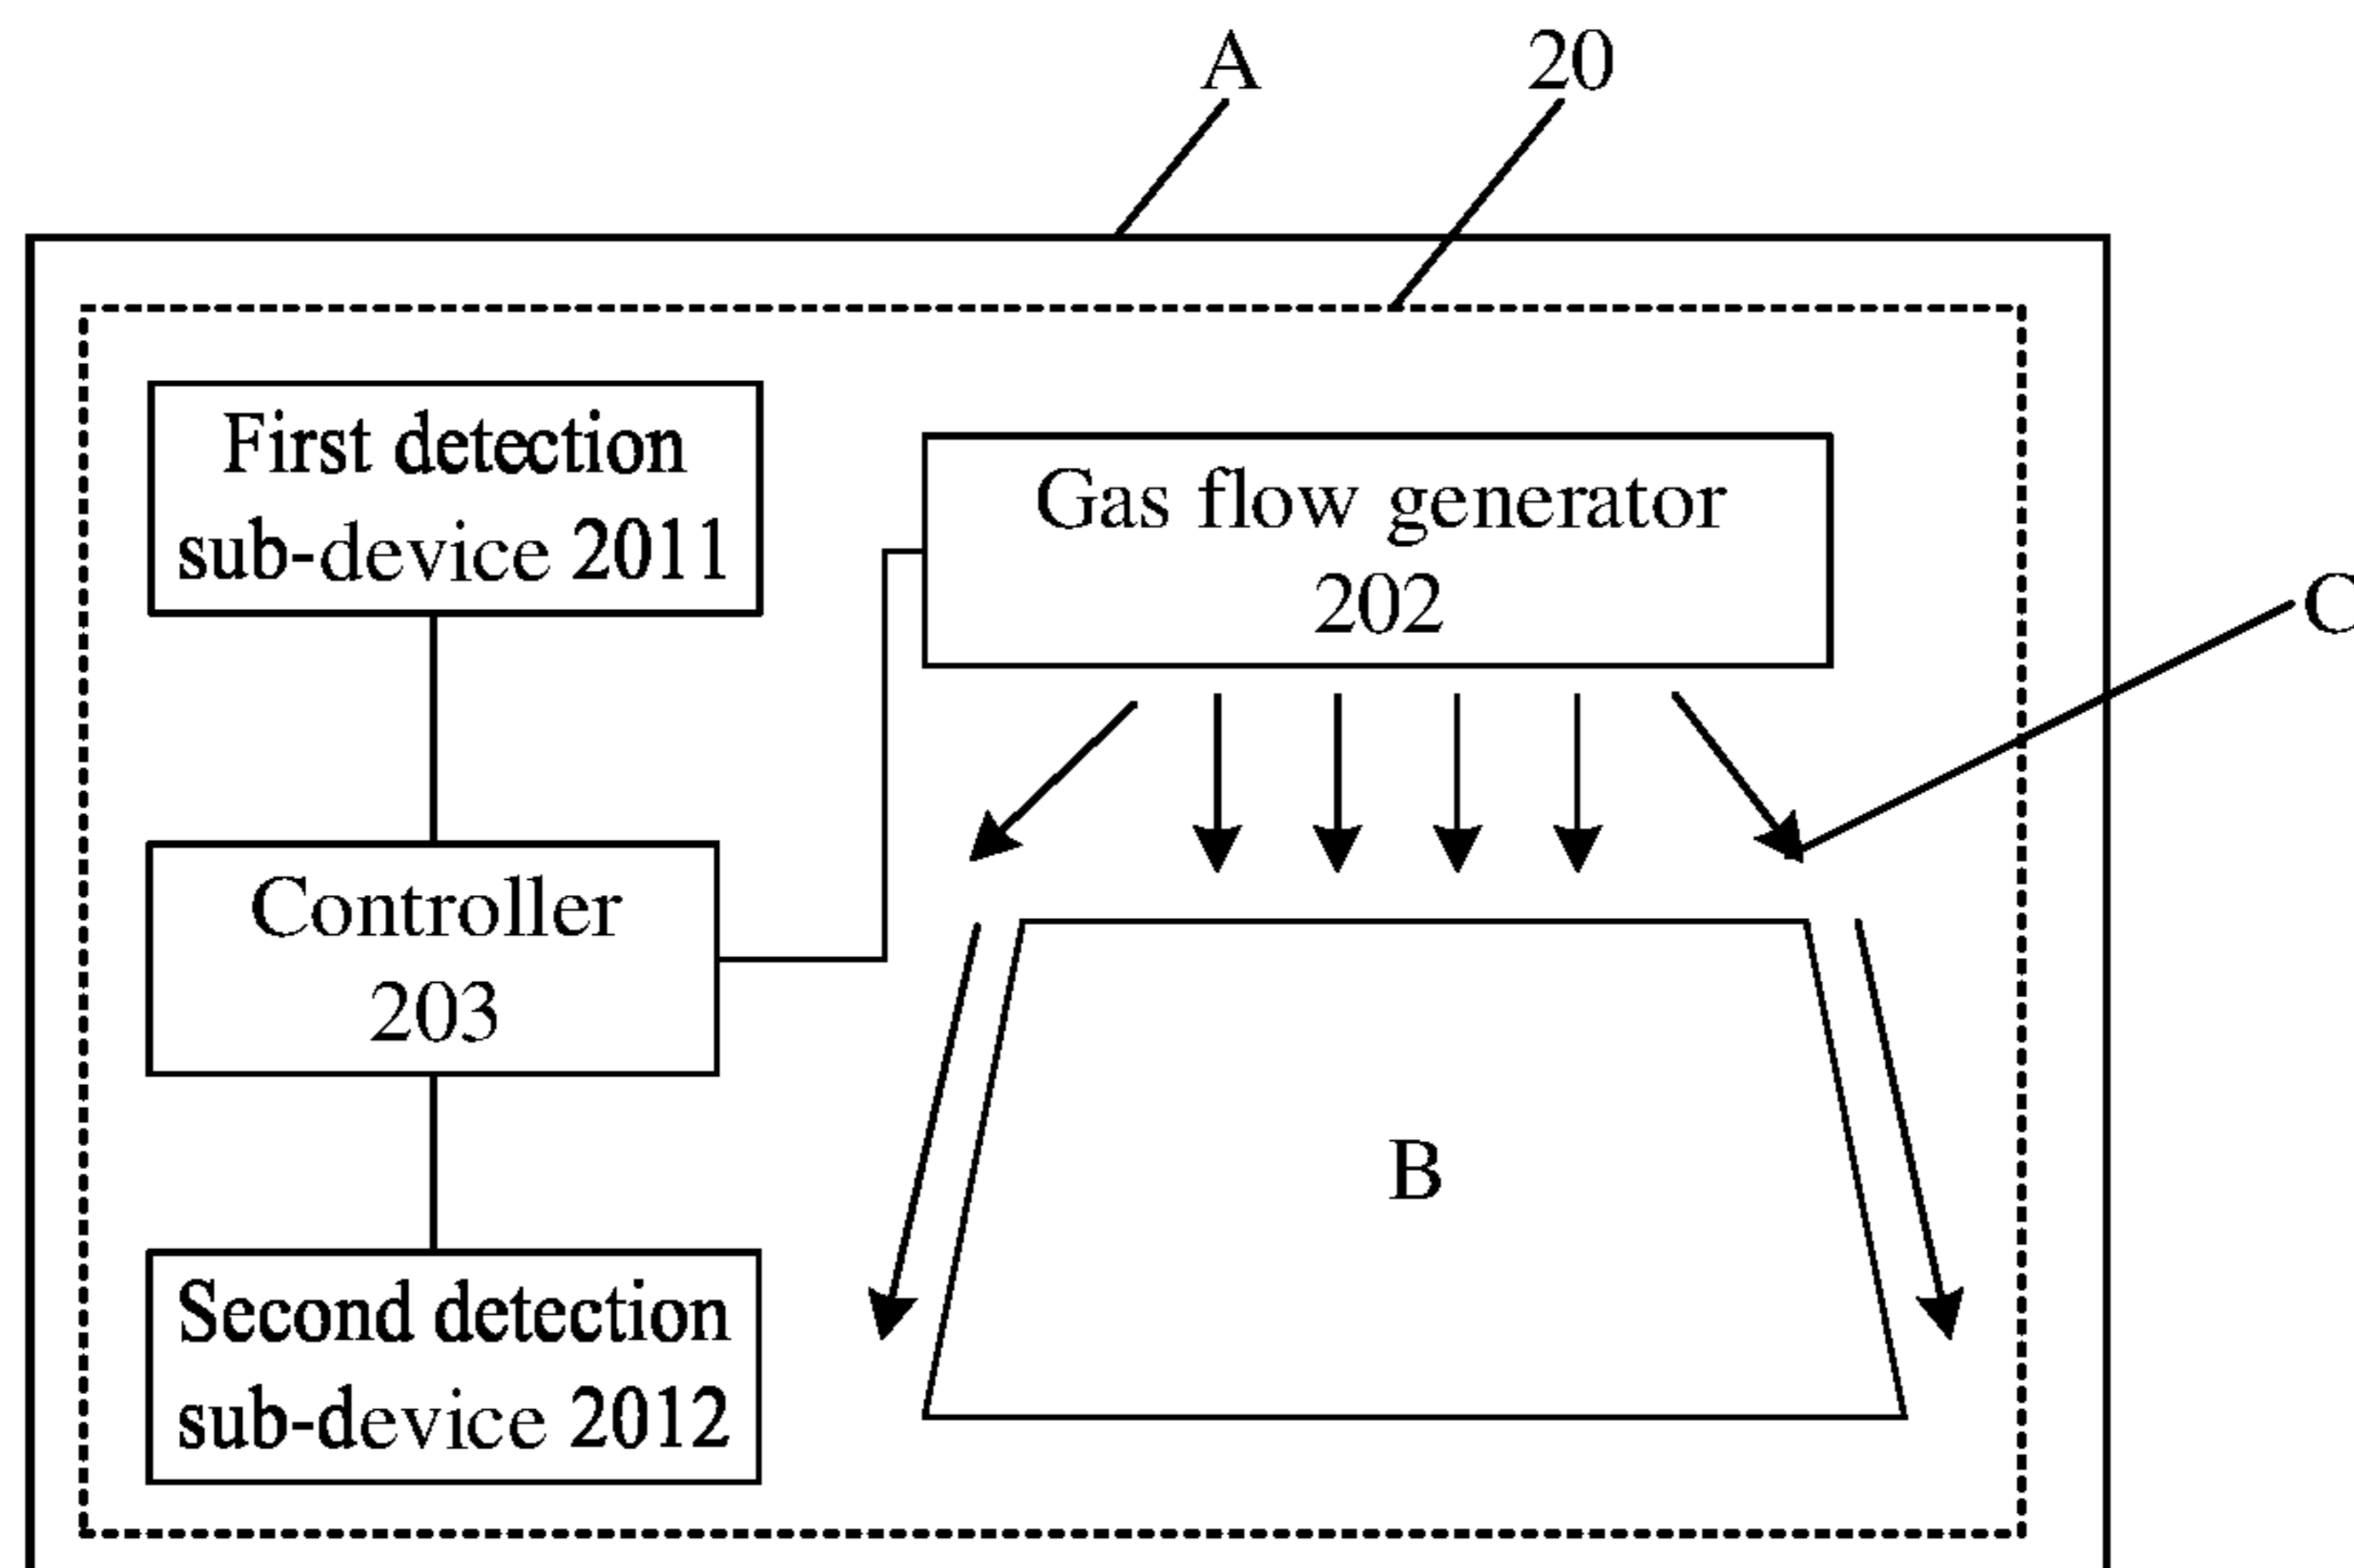 A
20
First detection
sub-device 2011
Gas flow generator
202
C
Controller
203
B
Second detection
sub-device 2012